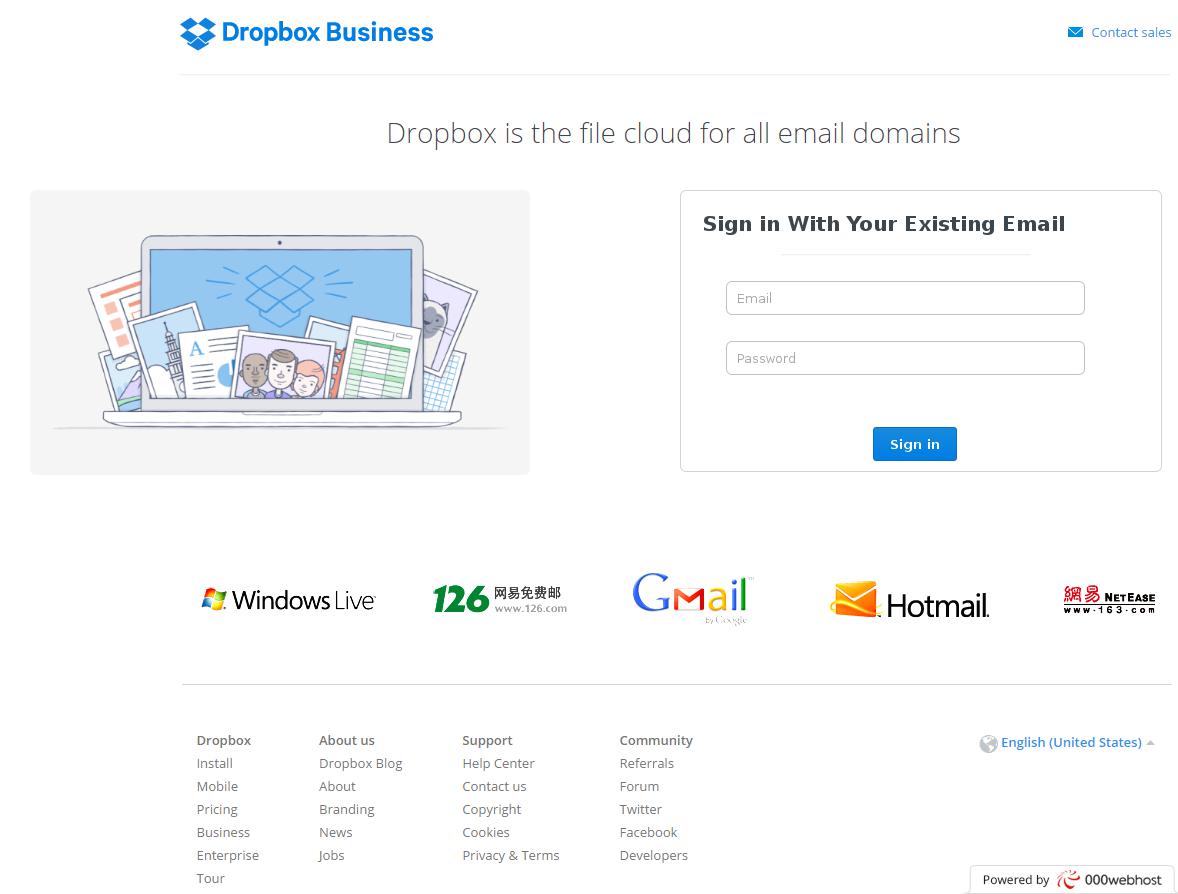 Dropbox Business
Contact sales
Dropbox is the file cloud for all email domains
Sign in With Your Existing Email
Email
Password
Sign in
A
Windows Live
126 网易免费邮
www.126.com
Gmail
by Google
Hotmail
網易 NETEASE
www.163.com
Dropbox
Install
Mobile
Pricing
Business
Enterprise
Tour
About us
Dropbox Blog
About
Branding
News
Jobs
Support
Help Center
Contact us
Copyright
Cookies
Privacy & Terms
Community
Referrals
Forum
Twitter
Facebook
Developers
English (United States)
Powered by 000webhost